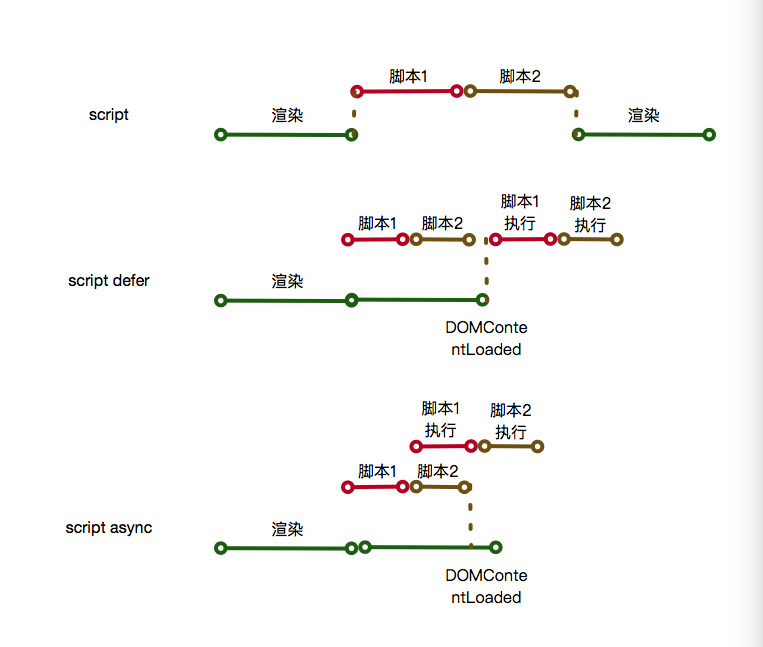 脚本1 脚本2
script 渲染 渲染
脚本1 脚本2
执行 执行
脚本1 脚本2
script defer 渲染
DOMConte
ntLoaded
脚本1 脚本2
执行 执行
脚本1 脚本2
script async 渲染
DOMConte
ntLoaded